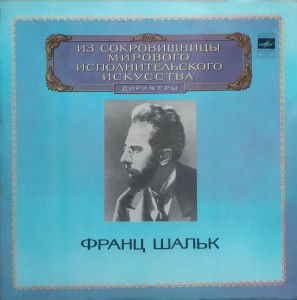 ИЗ СОКРОВИЩНИЦЫ
МИРОВОГО
ИСПОЛНИТЕЛЬСКОГО
ИСКУССТВА
ДИРИЖЕРЫ
ФРАНЦ ШАЛЬК